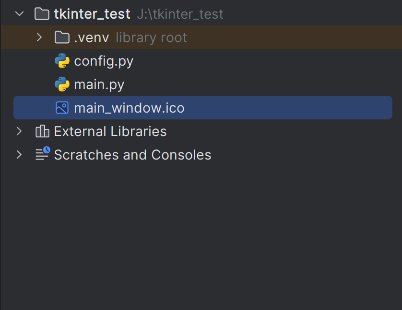 tkinter_test J:\tkinter_test
.venv library root
config.py
main.py
main_window.ico
External Libraries
Scratches and Consoles